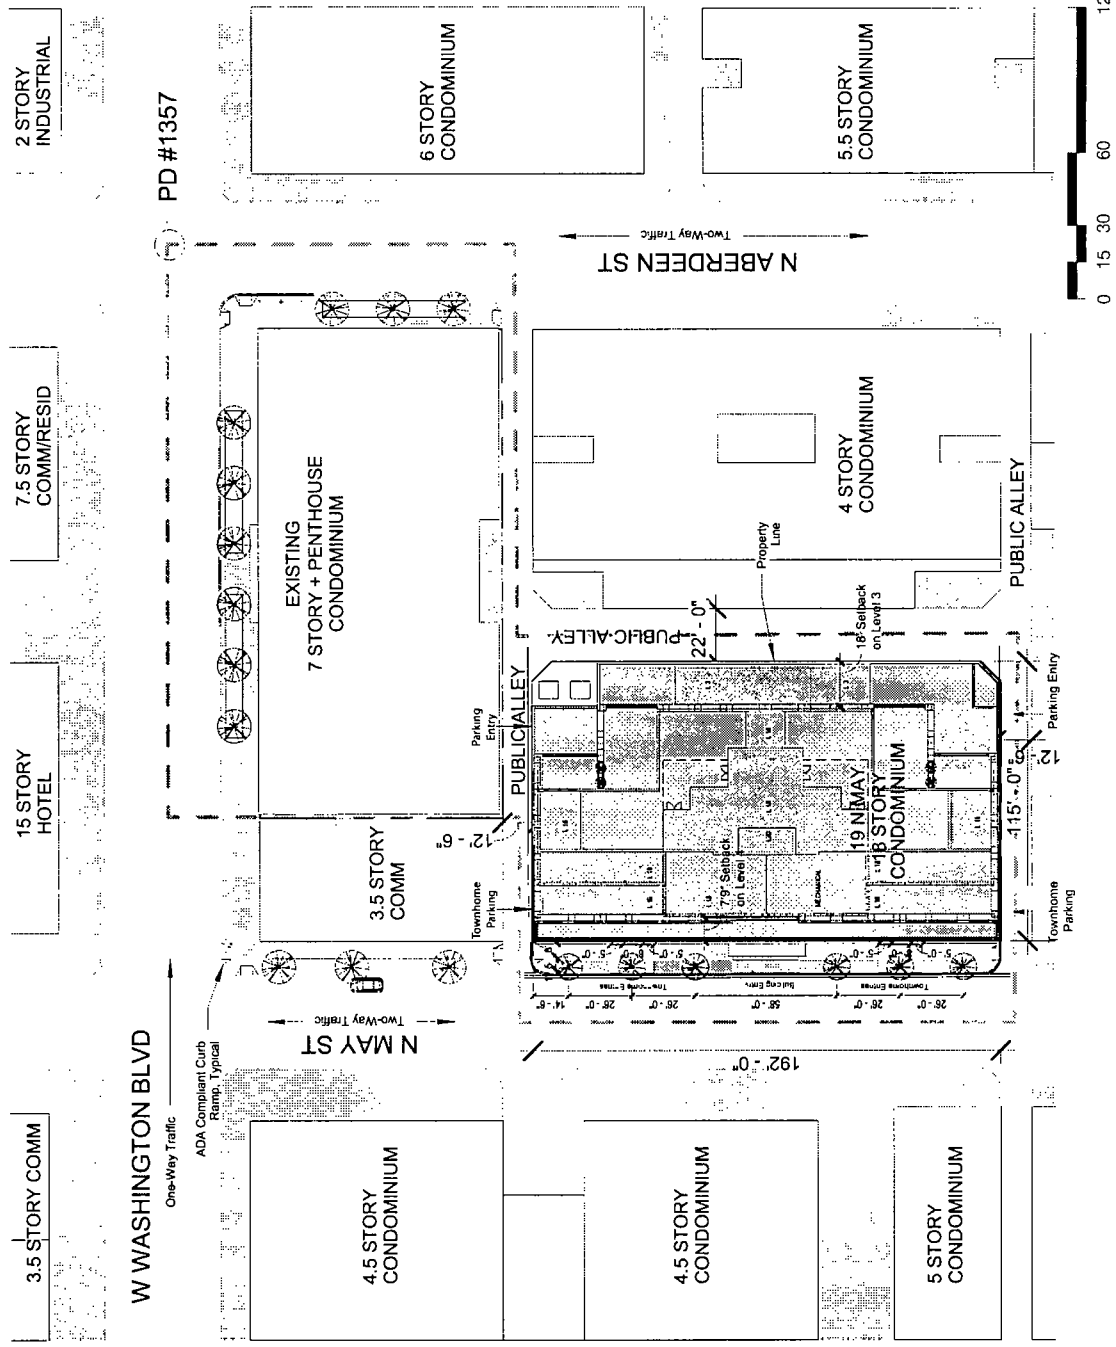 2 STORY
INDUSTRIAL
7.5 STORY
COMM/RESID
15 STORY
HOTEL
3.5 STORY COMM
PD #1357
W WASHINGTON BLVD
One-Way Traffic
ADA Compliant Curb
Ramp, Typical
6 STORY
CONDOMINIUM
5.5 STORY
CONDOMINIUM
N ABERDEEN ST
Two-Way Traffic
EXISTING
7 STORY + PENTHOUSE
CONDOMINIUM
4 STORY
CONDOMINIUM
3.5 STORY
COMM
12' - 6"
PUBLIC ALLEY
PUBLIC ALLEY
PUBLIC ALLEY
22' - 0"
Property
Line
18' Setback
on Level 3
Parking
Entry
Parking Entry
Townhome
Parking
Townhome
Parking
19 N MAY
18 STORY
CONDOMINIUM
MECHANICAL
7'9" Setback
on Level 4
115' - 0"
192' - 0"
14' - 6"
26' - 0"
26' - 0"
58' - 0"
26' - 0"
26' - 0"
Townhome Entries
Building Entry
Townhome Entries
N MAY ST
Two-Way Traffic
4.5 STORY
CONDOMINIUM
4.5 STORY
CONDOMINIUM
5 STORY
CONDOMINIUM
0 15 30 60